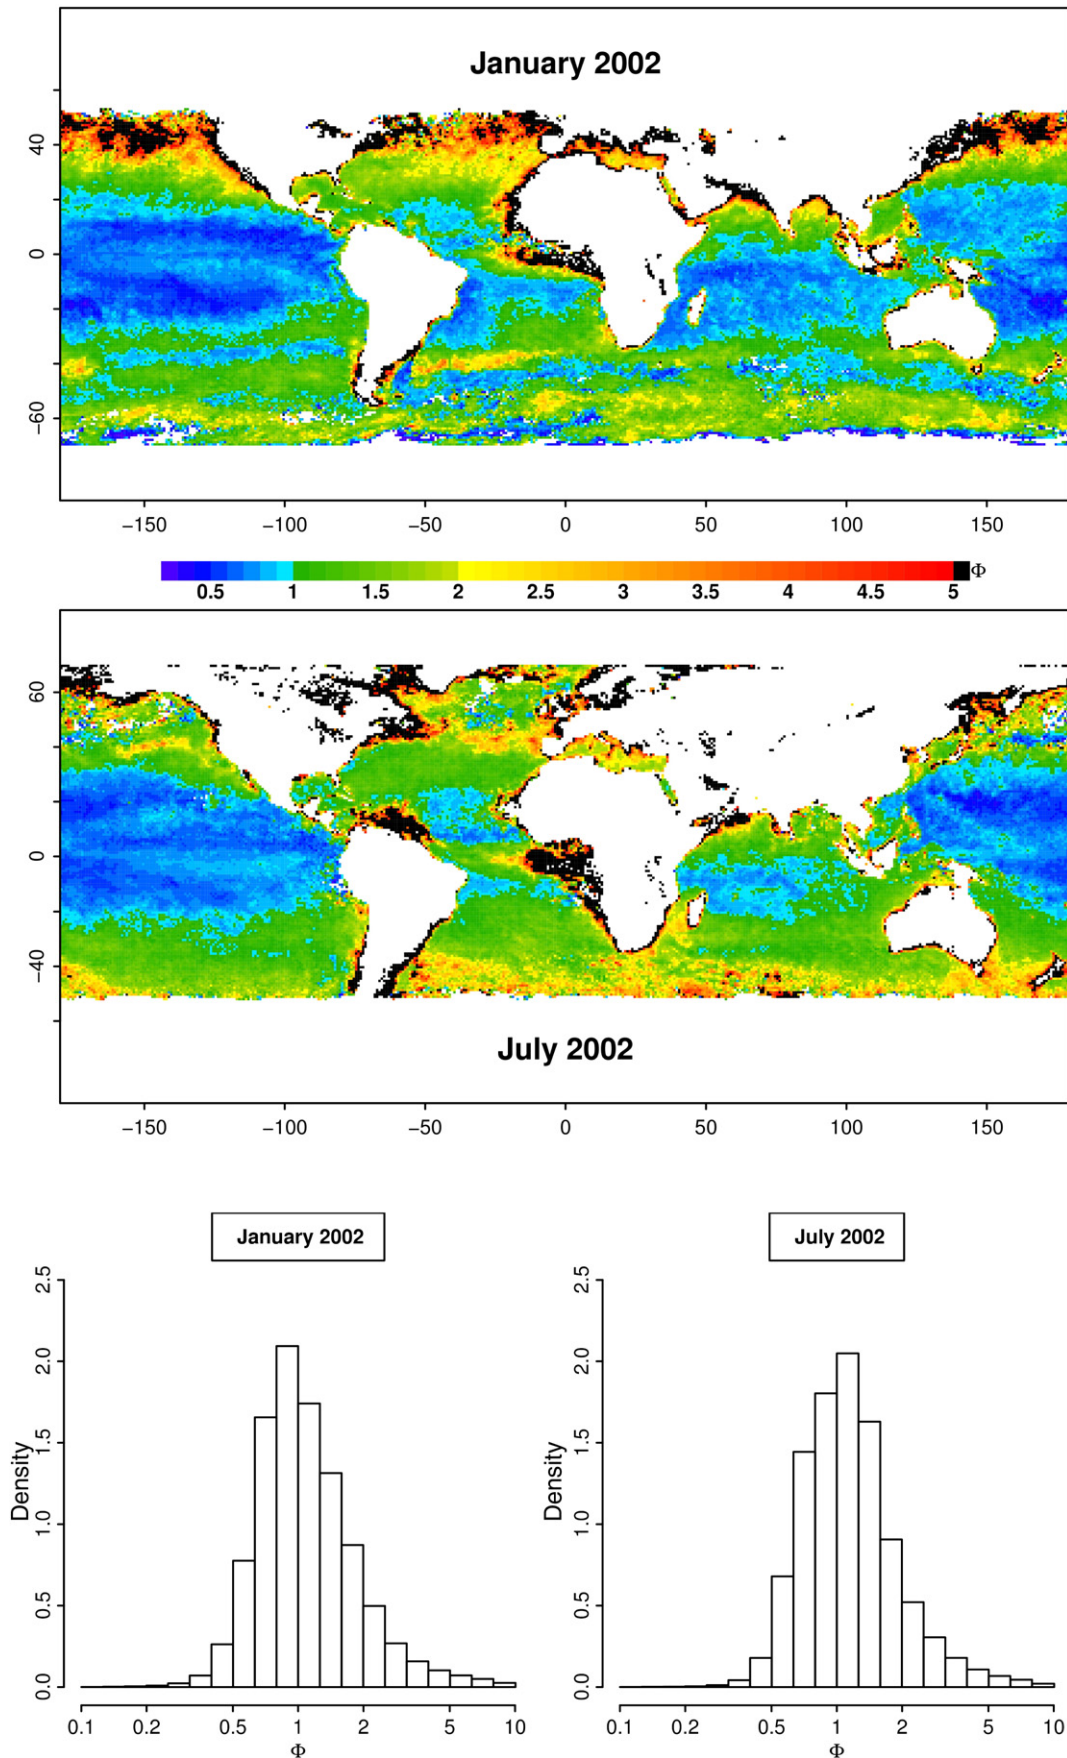 January 2002
40
0
−60
−150 −100 −50 0 50 100 150
0.5 1 1.5 2 2.5 3 3.5 4 4.5 5 Φ
60
0
−40
July 2002
−150 −100 −50 0 50 100 150
January 2002 July 2002
2.5 2.5
2.0 2.0
1.5 1.5
Density Density
1.0 1.0
0.5 0.5
0.0 0.0
0.1 0.2 0.5 1 2 5 10 0.1 0.2 0.5 1 2 5 10
Φ Φ